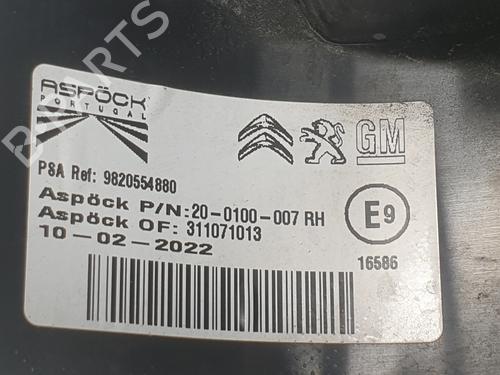 B-PARTS
ASPÖCK
PORTUGAL
GM
PSA Ref: 9820554880
Aspöck P/N:20-0100-007 RH
Aspöck OF: 311071013
10-02-2022
E9
16586